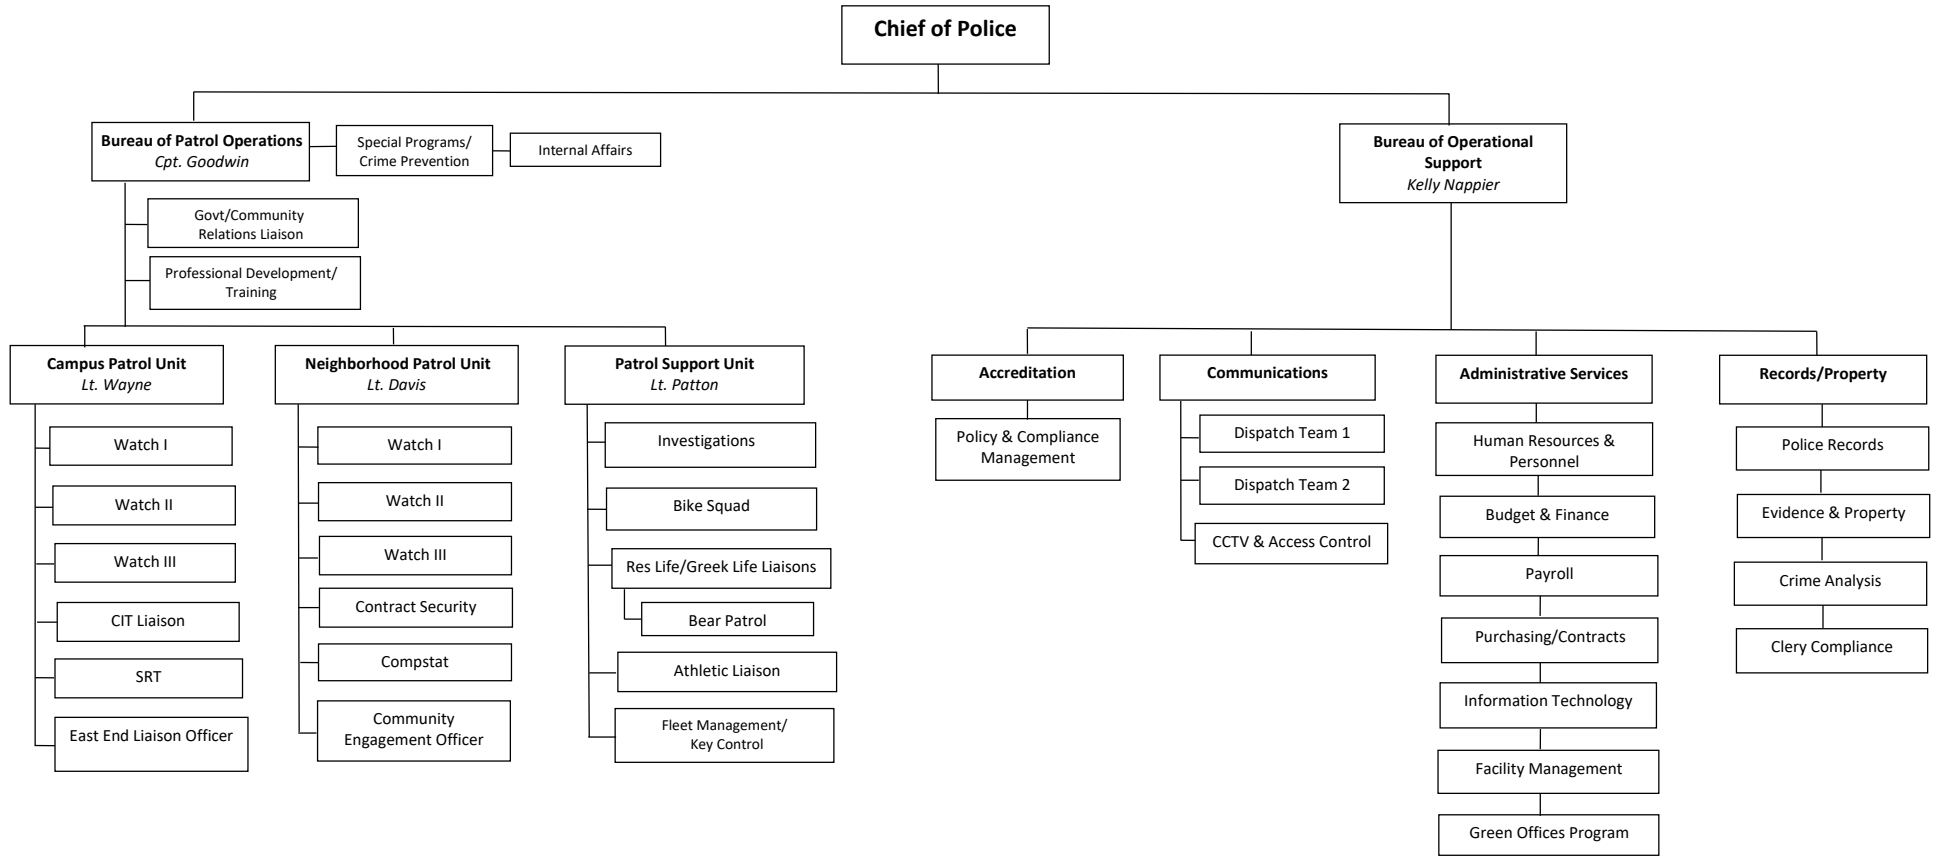 Chief of Police
Bureau of Patrol Operations
Cpt. Goodwin
Special Programs/
Crime Prevention
Internal Affairs
Govt/Community
Relations Liaison
Professional Development/
Training
Campus Patrol Unit
Lt. Wayne
Watch I
Watch II
Watch III
CIT Liaison
SRT
East End Liaison Officer
Neighborhood Patrol Unit
Lt. Davis
Watch I
Watch II
Watch III
Contract Security
Compstat
Community
Engagement Officer
Patrol Support Unit
Lt. Patton
Investigations
Bike Squad
Res Life/Greek Life Liaisons
Bear Patrol
Athletic Liaison
Fleet Management/
Key Control
Bureau of Operational
Support
Kelly Nappier
Accreditation
Policy & Compliance
Management
Communications
Dispatch Team 1
Dispatch Team 2
CCTV & Access Control
Administrative Services
Human Resources &
Personnel
Budget & Finance
Payroll
Purchasing/Contracts
Information Technology
Facility Management
Green Offices Program
Records/Property
Police Records
Evidence & Property
Crime Analysis
Clery Compliance